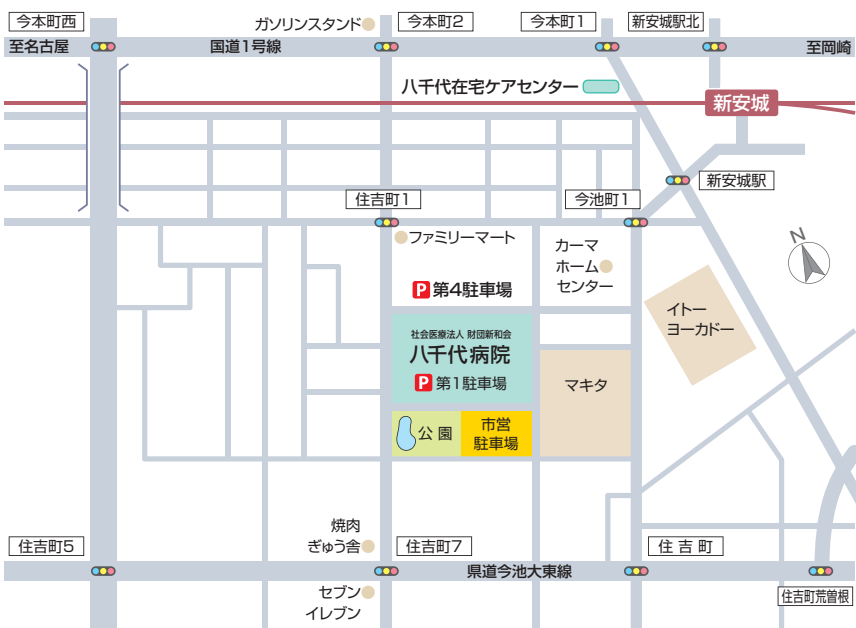 今本町西
ガソリンスタンド
今本町2
今本町1
新安城駅北
至名古屋
国道1号線
至岡崎
八千代在宅ケアセンター
新安城
新安城駅
住吉町1
今池町1
ファミリーマート
カーマ
ホーム
センター
N
P 第4駐車場
イトー
ヨーカドー
社会医療法人 財団新和会
八千代病院
P 第1駐車場
マキタ
公園
市営
駐車場
焼肉
ぎゅう舎
住吉町5
住吉町7
住吉町
県道今池大東線
セブン
イレブン
住吉町荒曽根